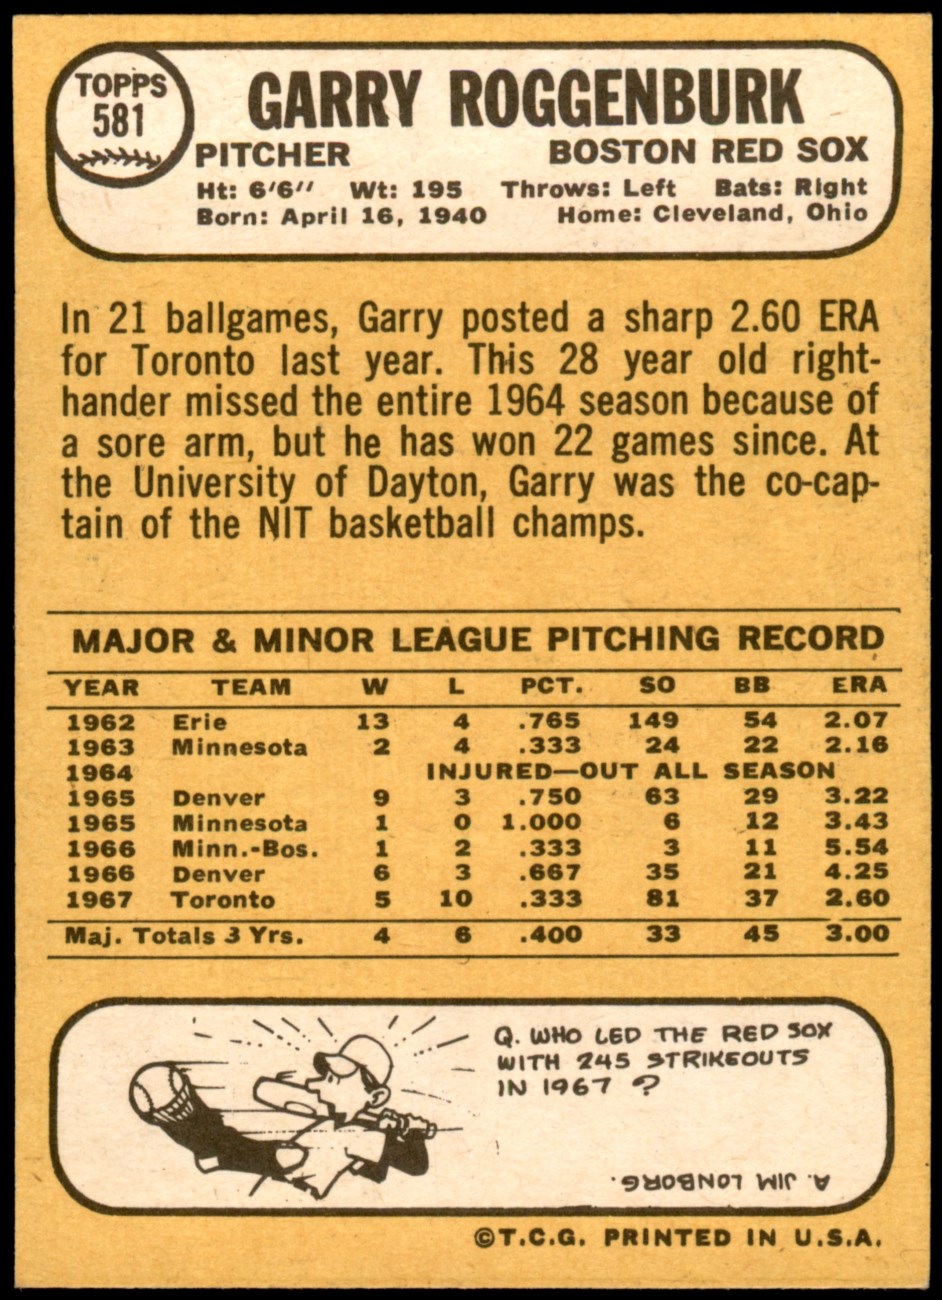 TOPPS
581
GARRY ROGGENBURK
PITCHER BOSTON RED SOX
Ht: 6'6" Wt: 195 Throws: Left Bats: Right
Born: April 16, 1940 Home: Cleveland, Ohio
In 21 ballgames, Garry posted a sharp 2.60 ERA
for Toronto last year. This 28 year old right-
hander missed the entire 1964 season because of
a sore arm, but he has won 22 games since. At
the University of Dayton, Garry was the co-cap-
tain of the NIT basketball champs.
MAJOR & MINOR LEAGUE PITCHING RECORD
YEAR TEAM W L PCT. SO BB ERA
1962 Erie 13 4 .765 149 54 2.07
1963 Minnesota 2 4 .333 24 22 2.16
1964 INJURED—OUT ALL SEASON
1965 Denver 9 3 .750 63 29 3.22
1965 Minnesota 1 0 1.000 6 12 3.43
1966 Minn.-Bos. 1 2 .333 3 11 5.54
1966 Denver 6 3 .667 35 21 4.25
1967 Toronto 5 10 .333 81 37 2.60
Maj. Totals 3 Yrs. 4 6 .400 33 45 3.00
Q. WHO LED THE RED SOX
WITH 245 STRIKEOUTS
IN 1967 ?
A. JIM LONBORG.
©T.C.G. PRINTED IN U.S.A.